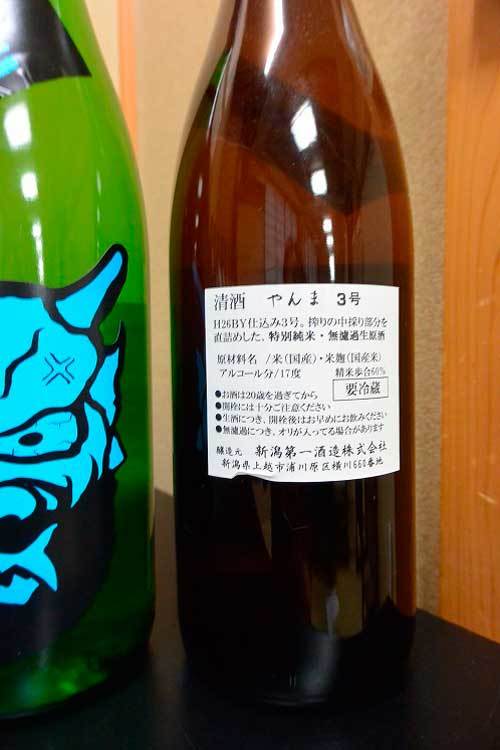 清酒　やんま　3号
H26BY仕込み3号。搾りの中採り部分を
直詰めした、特別純米・無濾過生原酒
原材料名　/米(国産)・米麹(国産米)
アルコール分/17度　精米歩合60%
要冷蔵
●お酒は20歳を過ぎてから
●開栓には十分ご注意ください
●生酒につき、開栓後はお早めにお飲みください
●無濾過につき、オリが入ってる場合があります
醸造元　新潟第一酒造株式会社
新潟県上越市浦川原区横川660番地